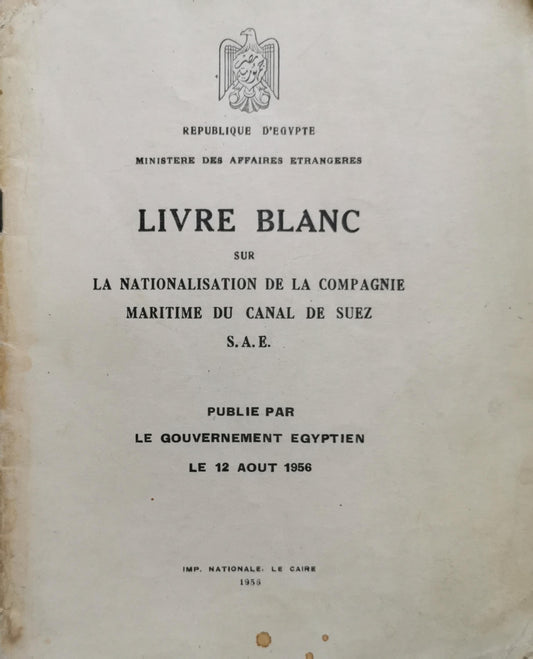 REPUBLIQUE D'EGYPTE
MINISTERE DES AFFAIRES ETRANGERES
LIVRE BLANC
SUR
LA NATIONALISATION DE LA COMPAGNIE
MARITIME DU CANAL DE SUEZ
S.A.E.
PUBLIE PAR
LE GOUVERNEMENT EGYPTIEN
LE 12 AOUT 1956
IMP. NATIONALE. LE CAIRE
1956